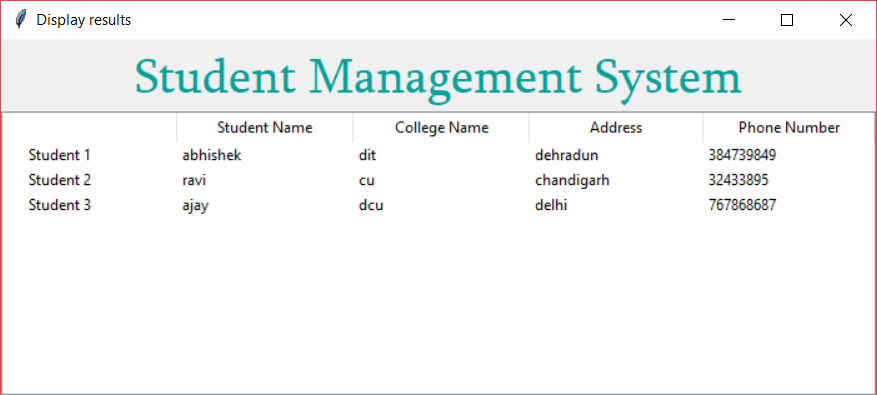 Display results
Student Management System
Student Name College Name Address Phone Number
Student 1 abhishek dit dehradun 384739849
Student 2 ravi cu chandigarh 32433895
Student 3 ajay dcu delhi 767868687